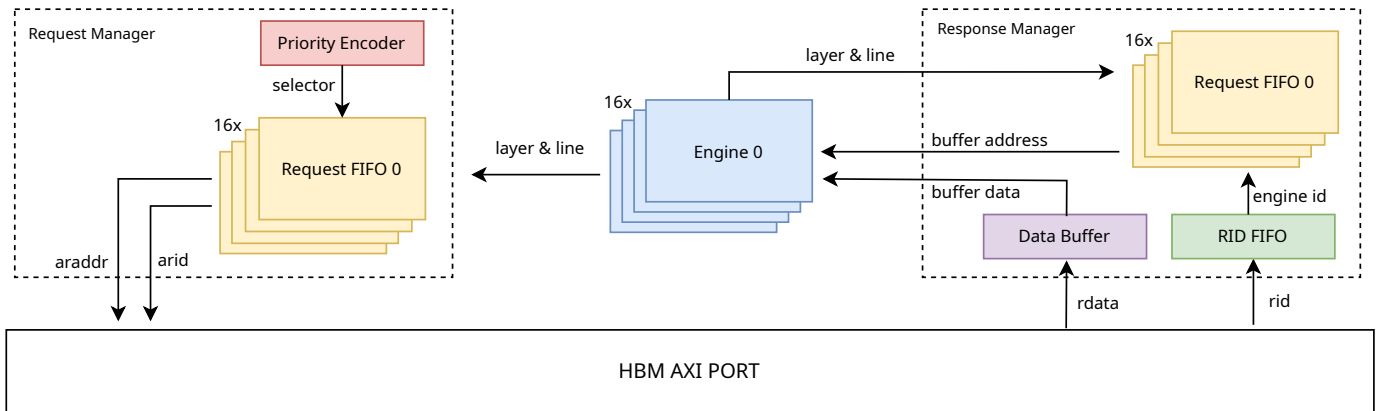 Request Manager
Priority Encoder
selector
16x
Request FIFO 0
araddr
arid
layer & line
16x
Engine 0
layer & line
Response Manager
16x
Request FIFO 0
buffer address
buffer data
engine id
Data Buffer
RID FIFO
rdata
rid
HBM AXI PORT